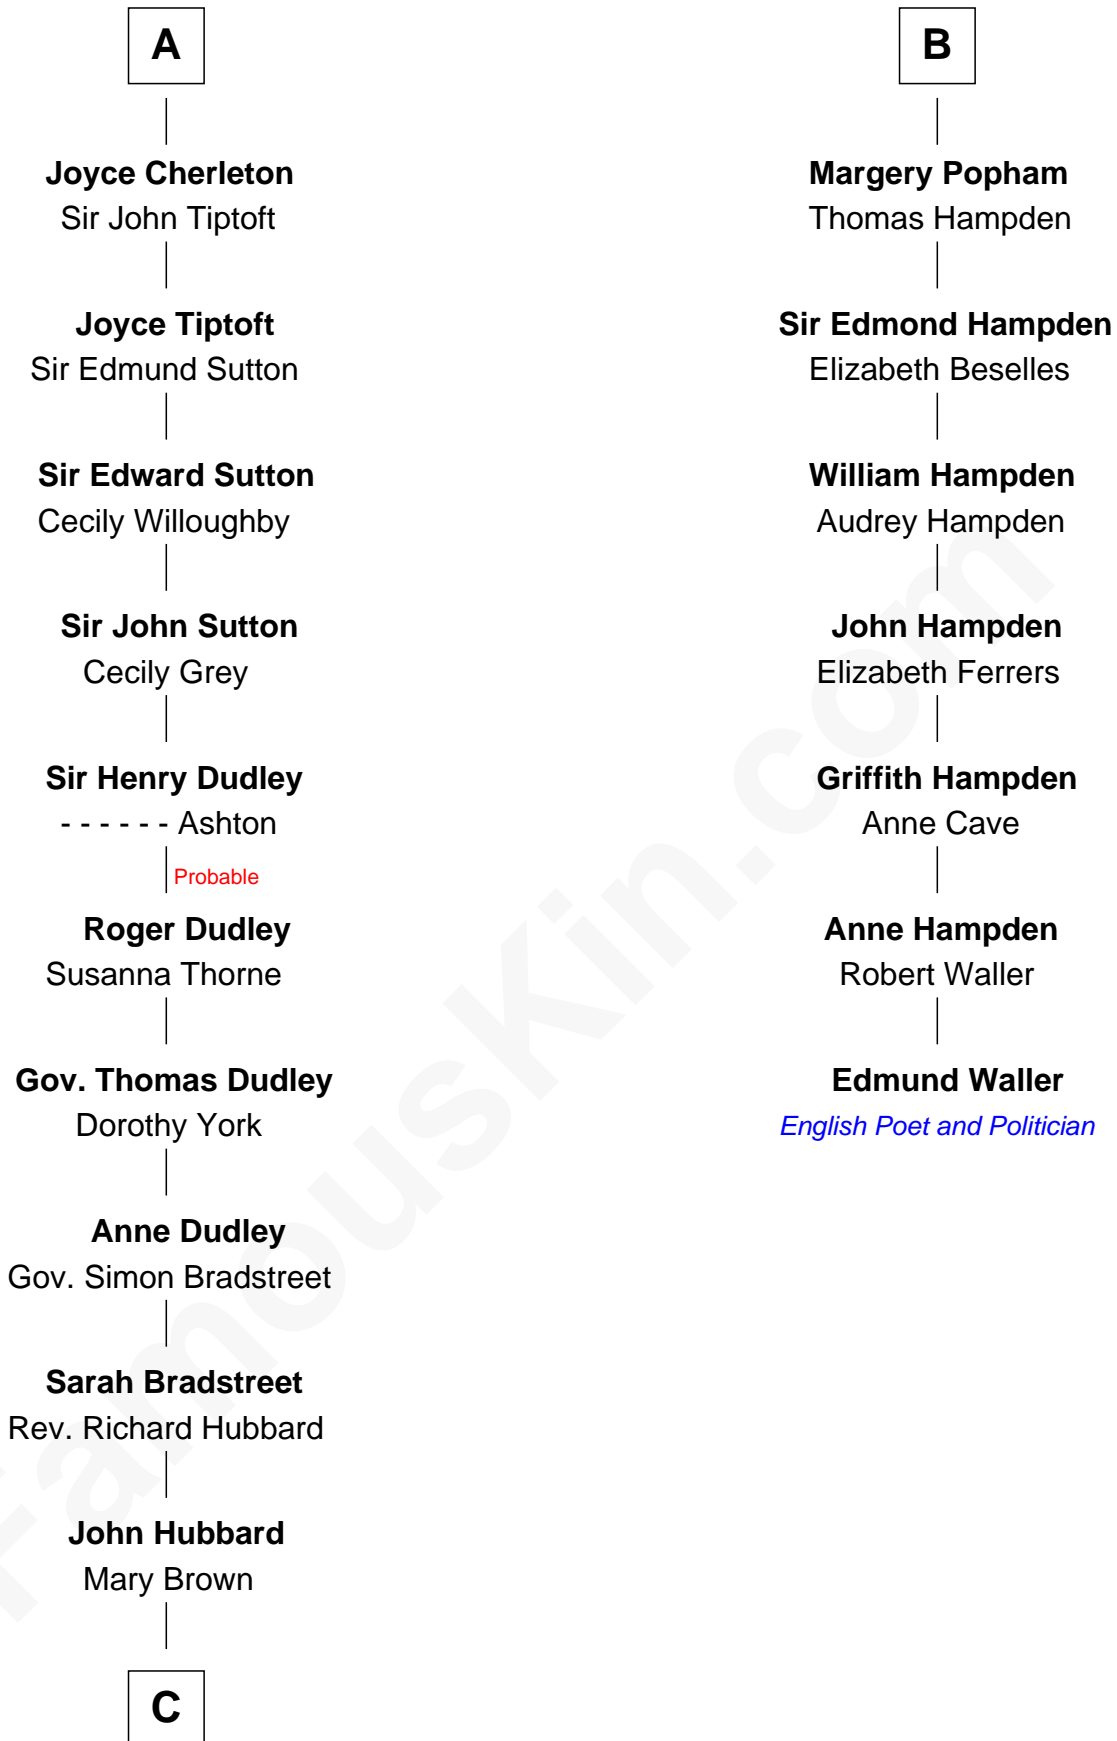 A
Joyce Cherleton
Sir John Tiptoft
Joyce Tiptoft
Sir Edmund Sutton
Sir Edward Sutton
Cecily Willoughby
Sir John Sutton
Cecily Grey
Sir Henry Dudley
- - - - - - Ashton
Probable
Roger Dudley
Susanna Thorne
Gov. Thomas Dudley
Dorothy York
Anne Dudley
Gov. Simon Bradstreet
Sarah Bradstreet
Rev. Richard Hubbard
John Hubbard
Mary Brown
C
B
Margery Popham
Thomas Hampden
Sir Edmond Hampden
Elizabeth Beselles
William Hampden
Audrey Hampden
John Hampden
Elizabeth Ferrers
Griffith Hampden
Anne Cave
Anne Hampden
Robert Waller
Edmund Waller
English Poet and Politician
FamousKin.com